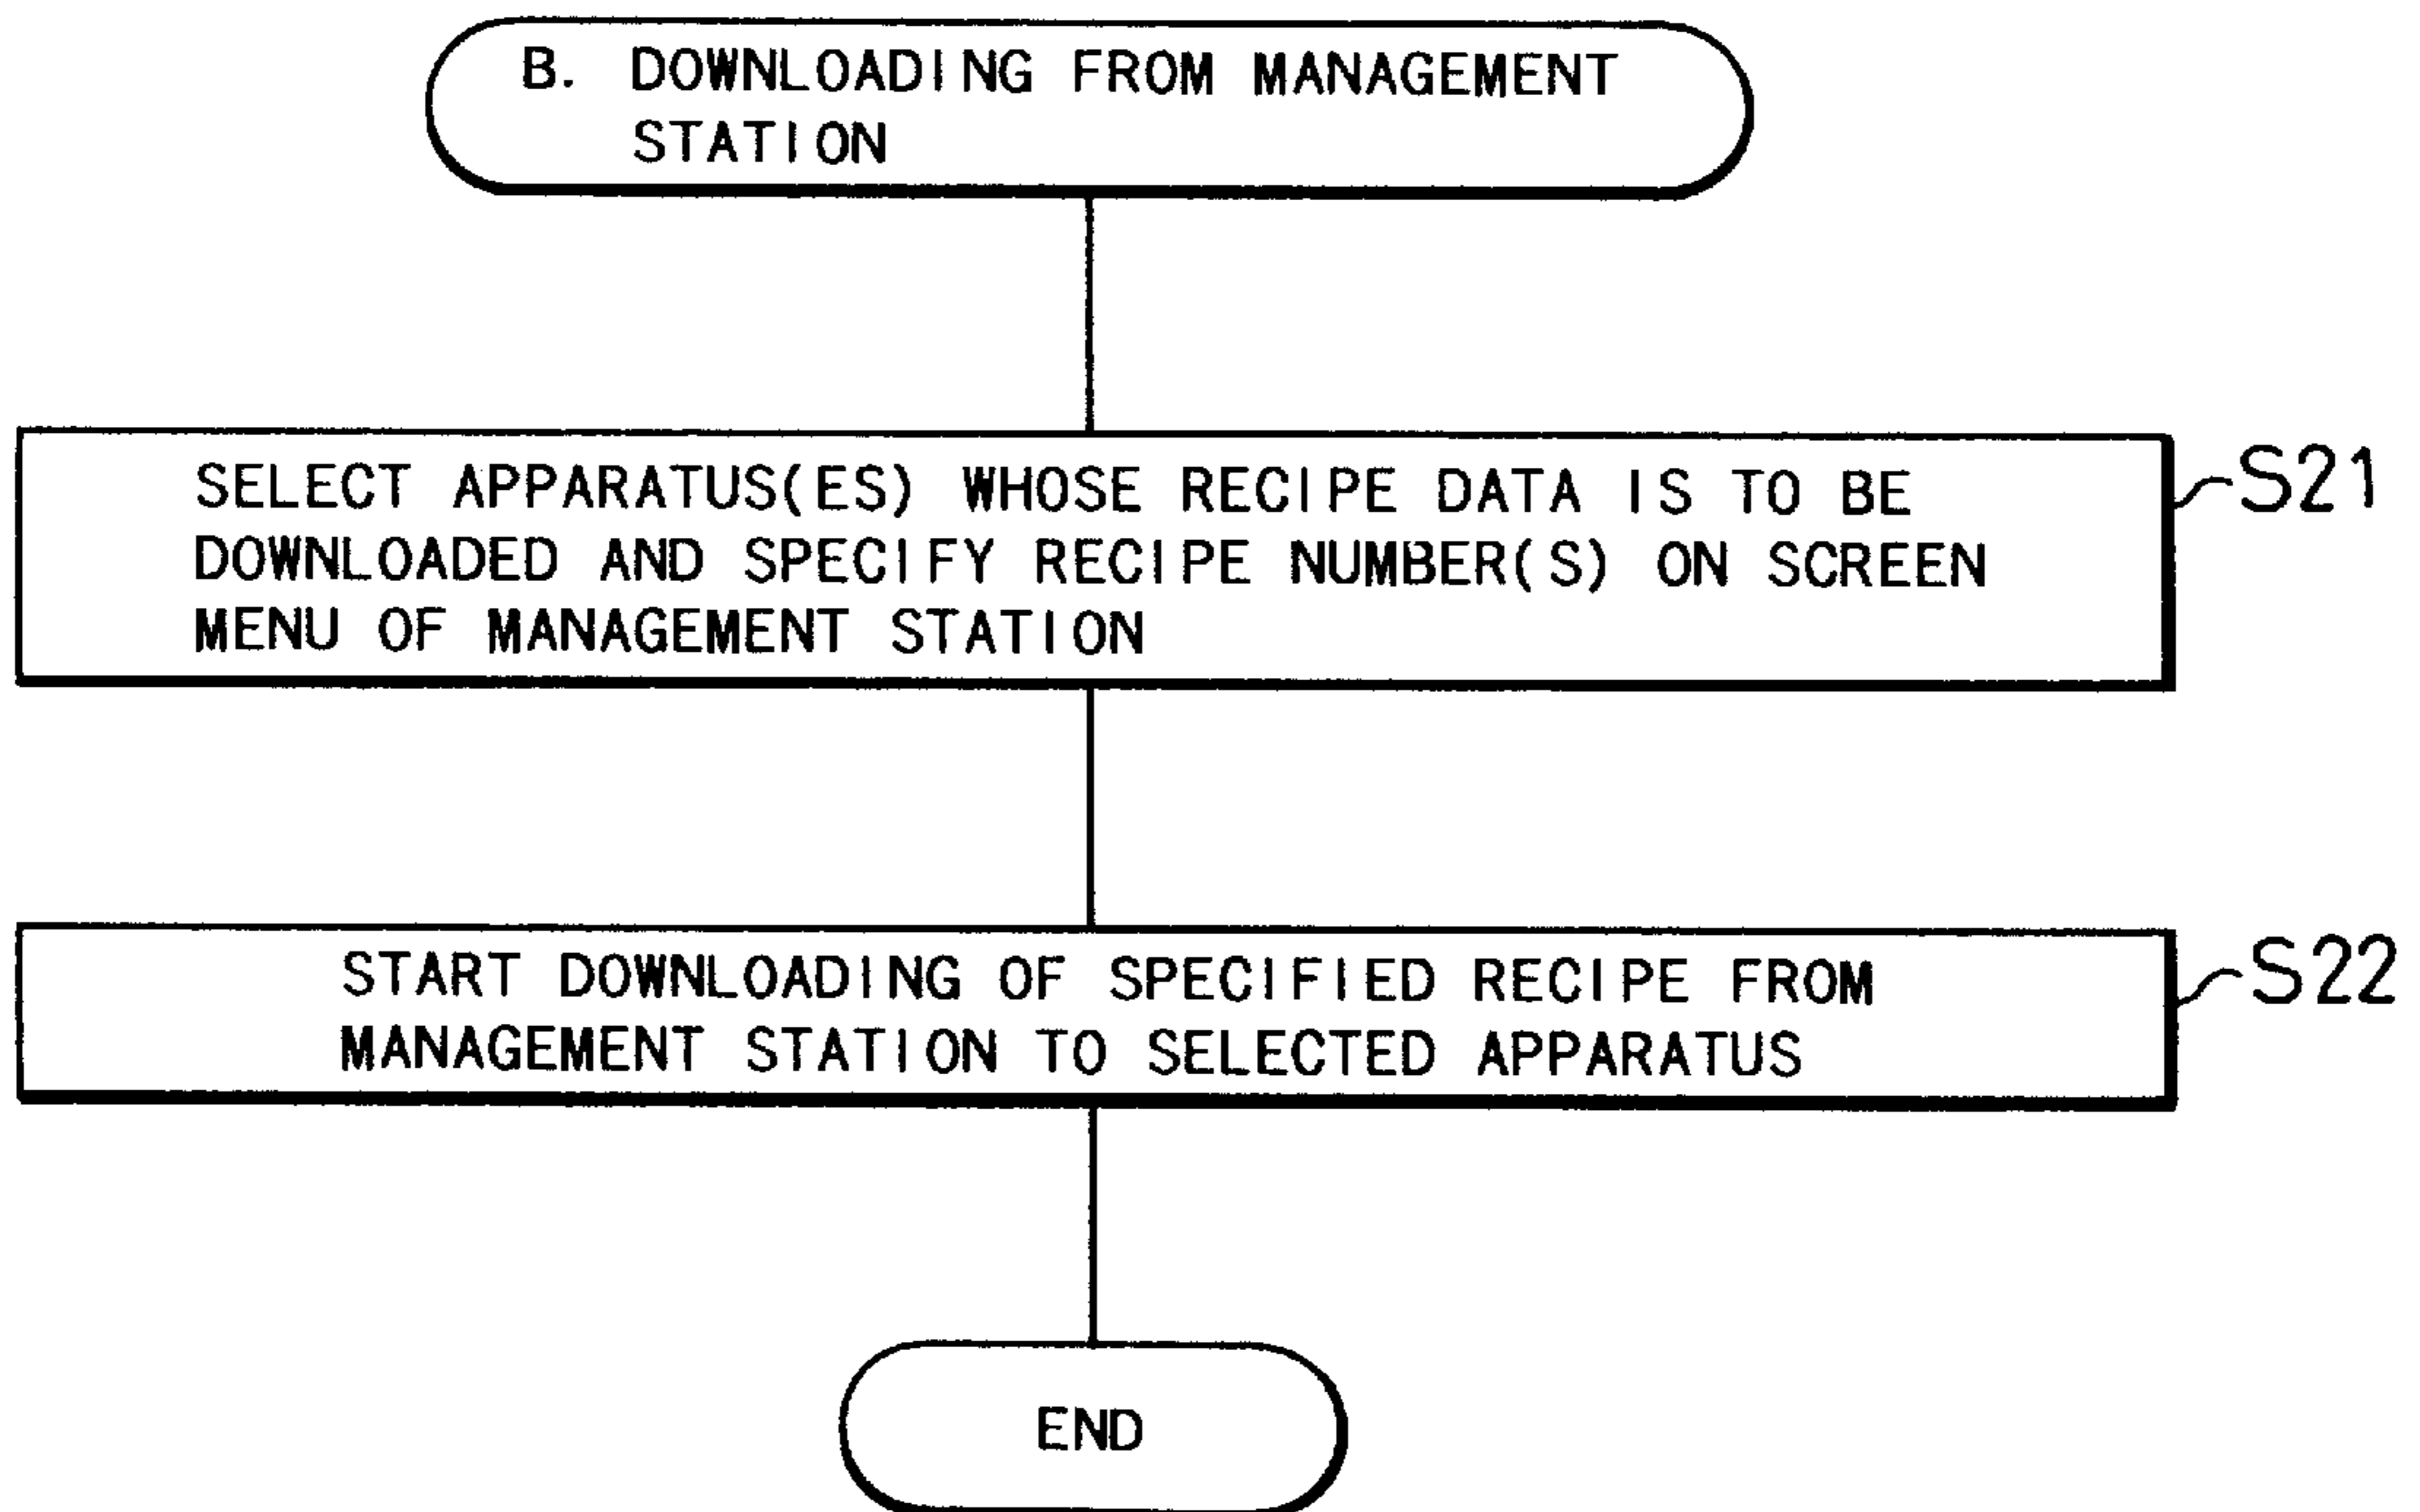 B. DOWNLOADING FROM MANAGEMENT
STATION
SELECT APPARATUS(ES) WHOSE RECIPE DATA IS TO BE
DOWNLOADED AND SPECIFY RECIPE NUMBER(S) ON SCREEN
MENU OF MANAGEMENT STATION
S21
START DOWNLOADING OF SPECIFIED RECIPE FROM
MANAGEMENT STATION TO SELECTED APPARATUS
S22
END